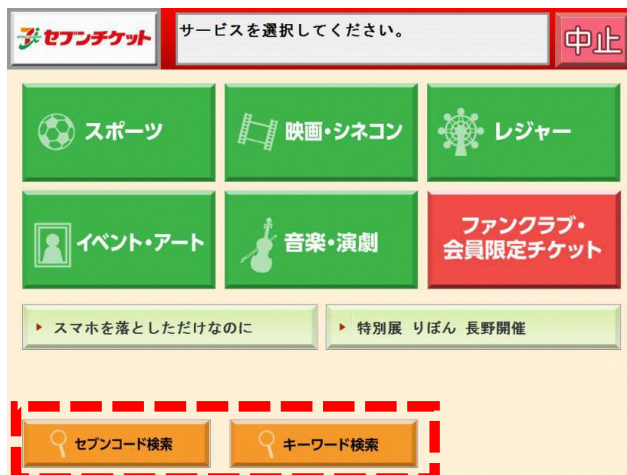 セブンチケット
サービスを選択してください。
中止
スポーツ
映画・シネコン
レジャー
イベント・アート
音楽・演劇
ファンクラブ・
会員限定チケット
スマホを落としただけなのに
特別展 りぼん 長野開催
セブンコード検索
キーワード検索